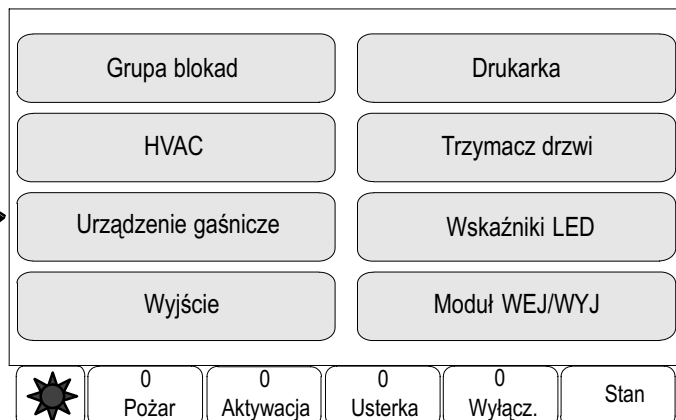 Grupa blokad
Drukarka
HVAC
Trzymacz drzwi
Urządzenie gaśnicze
Wskaźniki LED
Wyjście
Moduł WEJ/WYJ
0 0 0 0
Pożar Aktywacja Usterka Wyłącz. Stan